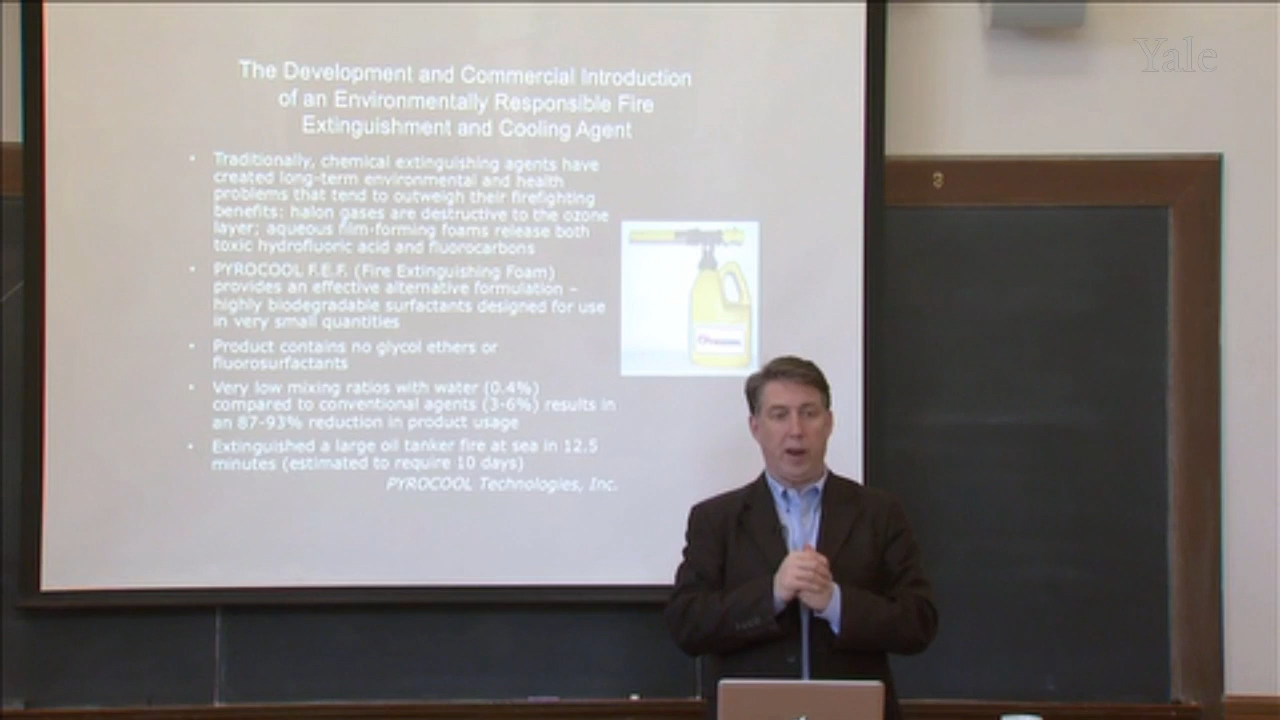 Yale
The Development and Commercial Introduction
of an Environmentally Responsible Fire
Extinguishment and Cooling Agent
• Traditionally, chemical extinguishing agents have
created long-term environmental and health
problems that tend to outweigh their firefighting
benefits: halon gases are destructive to the ozone
layer; aqueous film-forming foams release both
toxic hydrofluoric acid and fluorocarbons
• PYROCOOL F.E.F. (Fire Extinguishing Foam)
provides an effective alternative formulation –
highly biodegradable surfactants designed for use
in very small quantities
• Product contains no glycol ethers or
fluorosurfactants
• Very low mixing ratios with water (0.4%)
compared to conventional agents (3-6%) results in
an 87-93% reduction in product usage
• Extinguished a large oil tanker fire at sea in 12.5
minutes (estimated to require 10 days)
PYROCOOL Technologies, Inc.
3